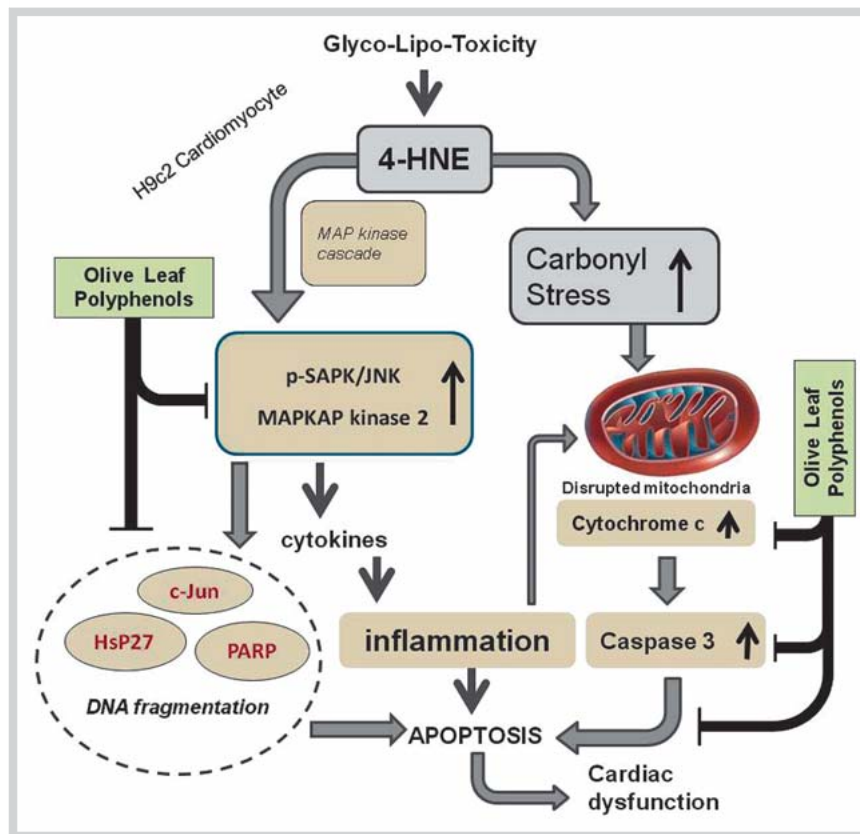 Glyco-Lipo-Toxicity
H9c2 Cardiomyocyte
4-HNE
MAP kinase
cascade
Carbonyl
Stress
Olive Leaf
Polyphenols
p-SAPK/JNK
MAPKAP kinase 2
Olive Leaf
Polyphenols
Disrupted mitochondria
Cytochrome c
cytokines
c-Jun
HsP27
PARP
DNA fragmentation
inflammation
Caspase 3
APOPTOSIS
Cardiac
dysfunction